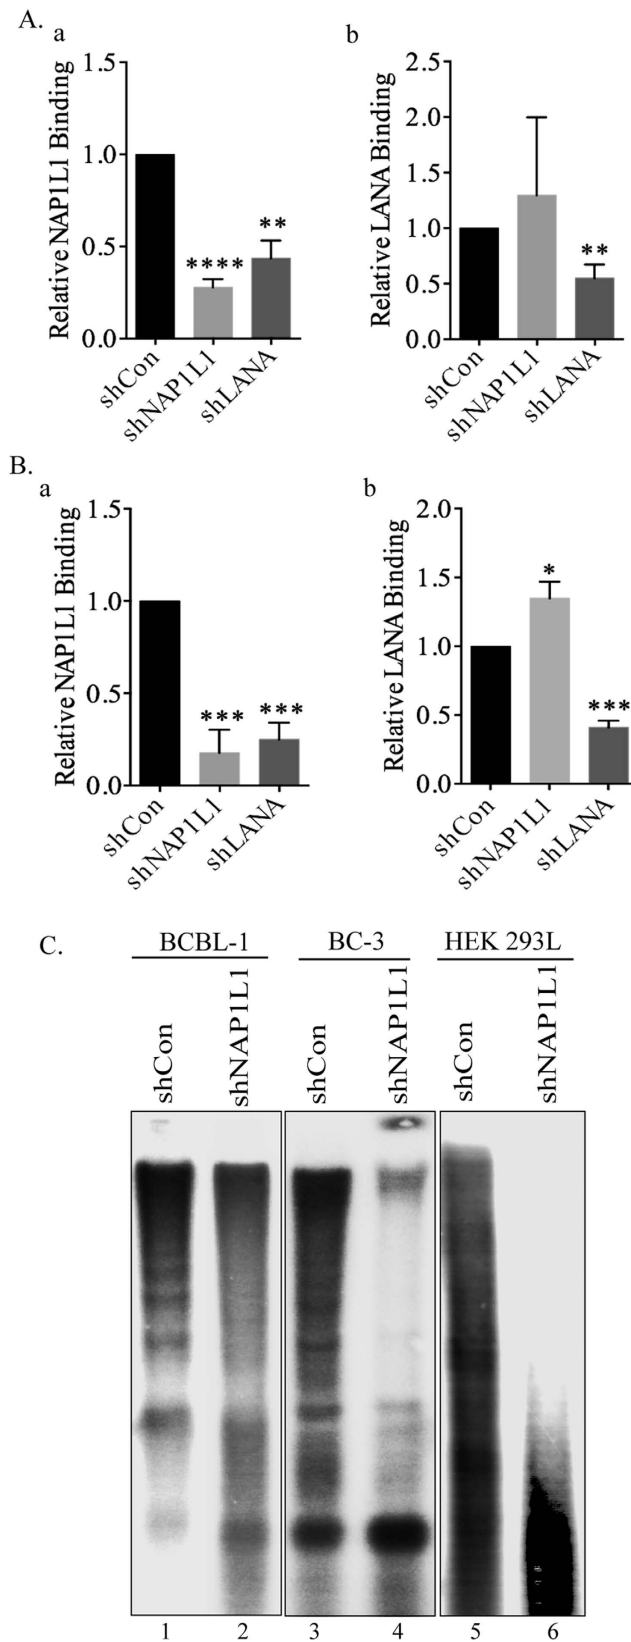 A.
a
Relative NAP1L1 Binding
1.5
1.0
0.5
0.0
****
**
shCon
shNAP1L1
shLANA
b
Relative LANA Binding
2.5
2.0
1.5
1.0
0.5
0.0
**
shCon
shNAP1L1
shLANA
B.
a
Relative NAP1L1 Binding
1.5
1.0
0.5
0.0
***
***
shCon
shNAP1L1
shLANA
b
Relative LANA Binding
2.0
1.5
1.0
0.5
0.0
*
***
shCon
shNAP1L1
shLANA
C.
BCBL-1 BC-3 HEK 293L
shCon shNAP1L1 shCon shNAP1L1 shCon shNAP1L1
1 2 3 4 5 6